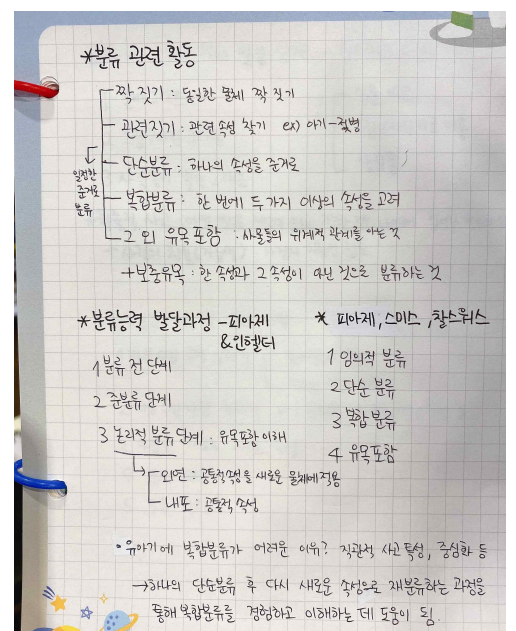 *분류 관련 활동
짝 짓기 : 동일한 물체 짝 짓기
관련짓기 : 관련 속성 찾기 ex) 아기-젖병
단순분류 : 하나의 속성을 준거로
일정한 준거로 분류
복합분류 : 한 번에 두 가지 이상의 속성을 고려
그 외 유목포함 : 사물들의 위계적 관계를 아는 것
+보충유목 : 한 속성과 그 속성이 아닌 것으로 분류하는 것
*분류능력 발달과정 - 피아제 & 인헬더
1 분류 전 단계
2 준분류 단계
3 논리적 분류 단계 : 유목포함 이해
외연 : 공통적 속성을 새로운 물체에 적용
내포 : 공통적 속성
* 피아제, 스미스, 찰스워스
1 임의적 분류
2 단순 분류
3 복합 분류
4 유목포함
• 유아기에 복합분류가 어려운 이유? 직관적 사고 특성, 중심화 등
→하나의 단순분류 후 다시 새로운 속성으로 재분류하는 과정을
통해 복합분류를 경험하고 이해하는 데 도움이 됨.